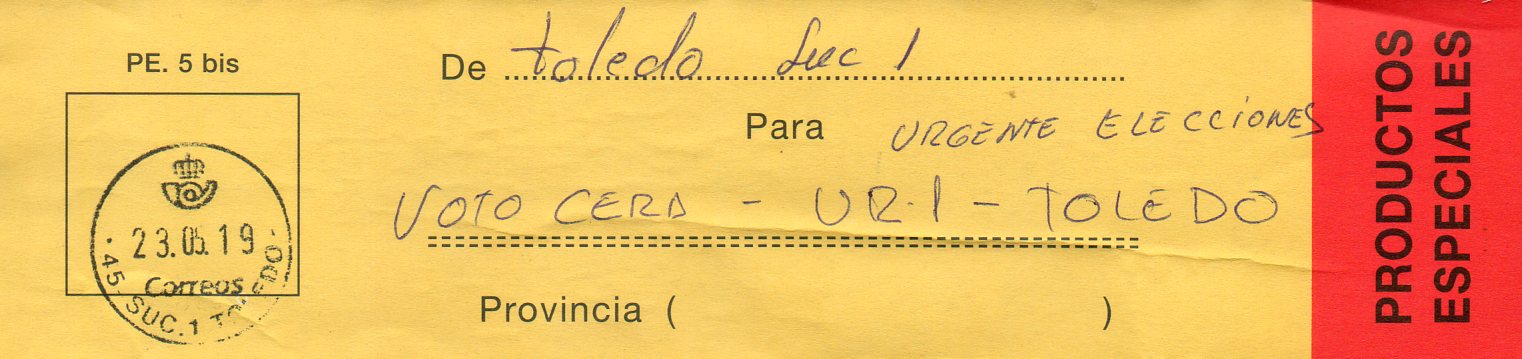 PE. 5 bis
De toledo Suc 1
Para URGENTE ELECCIONES
VOTO CERA - UR.1 - TOLEDO
Provincia ( )
23.05.19
Correos
45-SUC.1 TOLEDO
PRODUCTOS
ESPECIALES